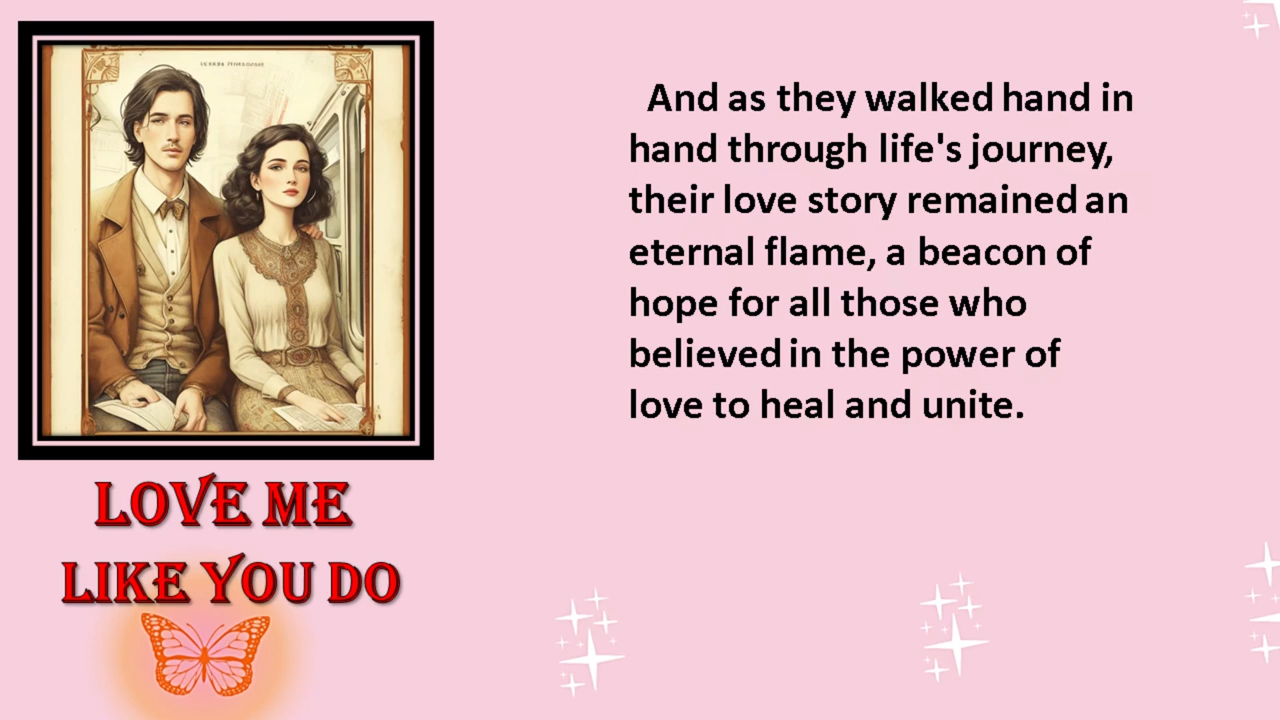 And as they walked hand in
hand through life's journey,
their love story remained an
eternal flame, a beacon of
hope for all those who
believed in the power of
love to heal and unite.
LOVE ME
LIKE YOU DO